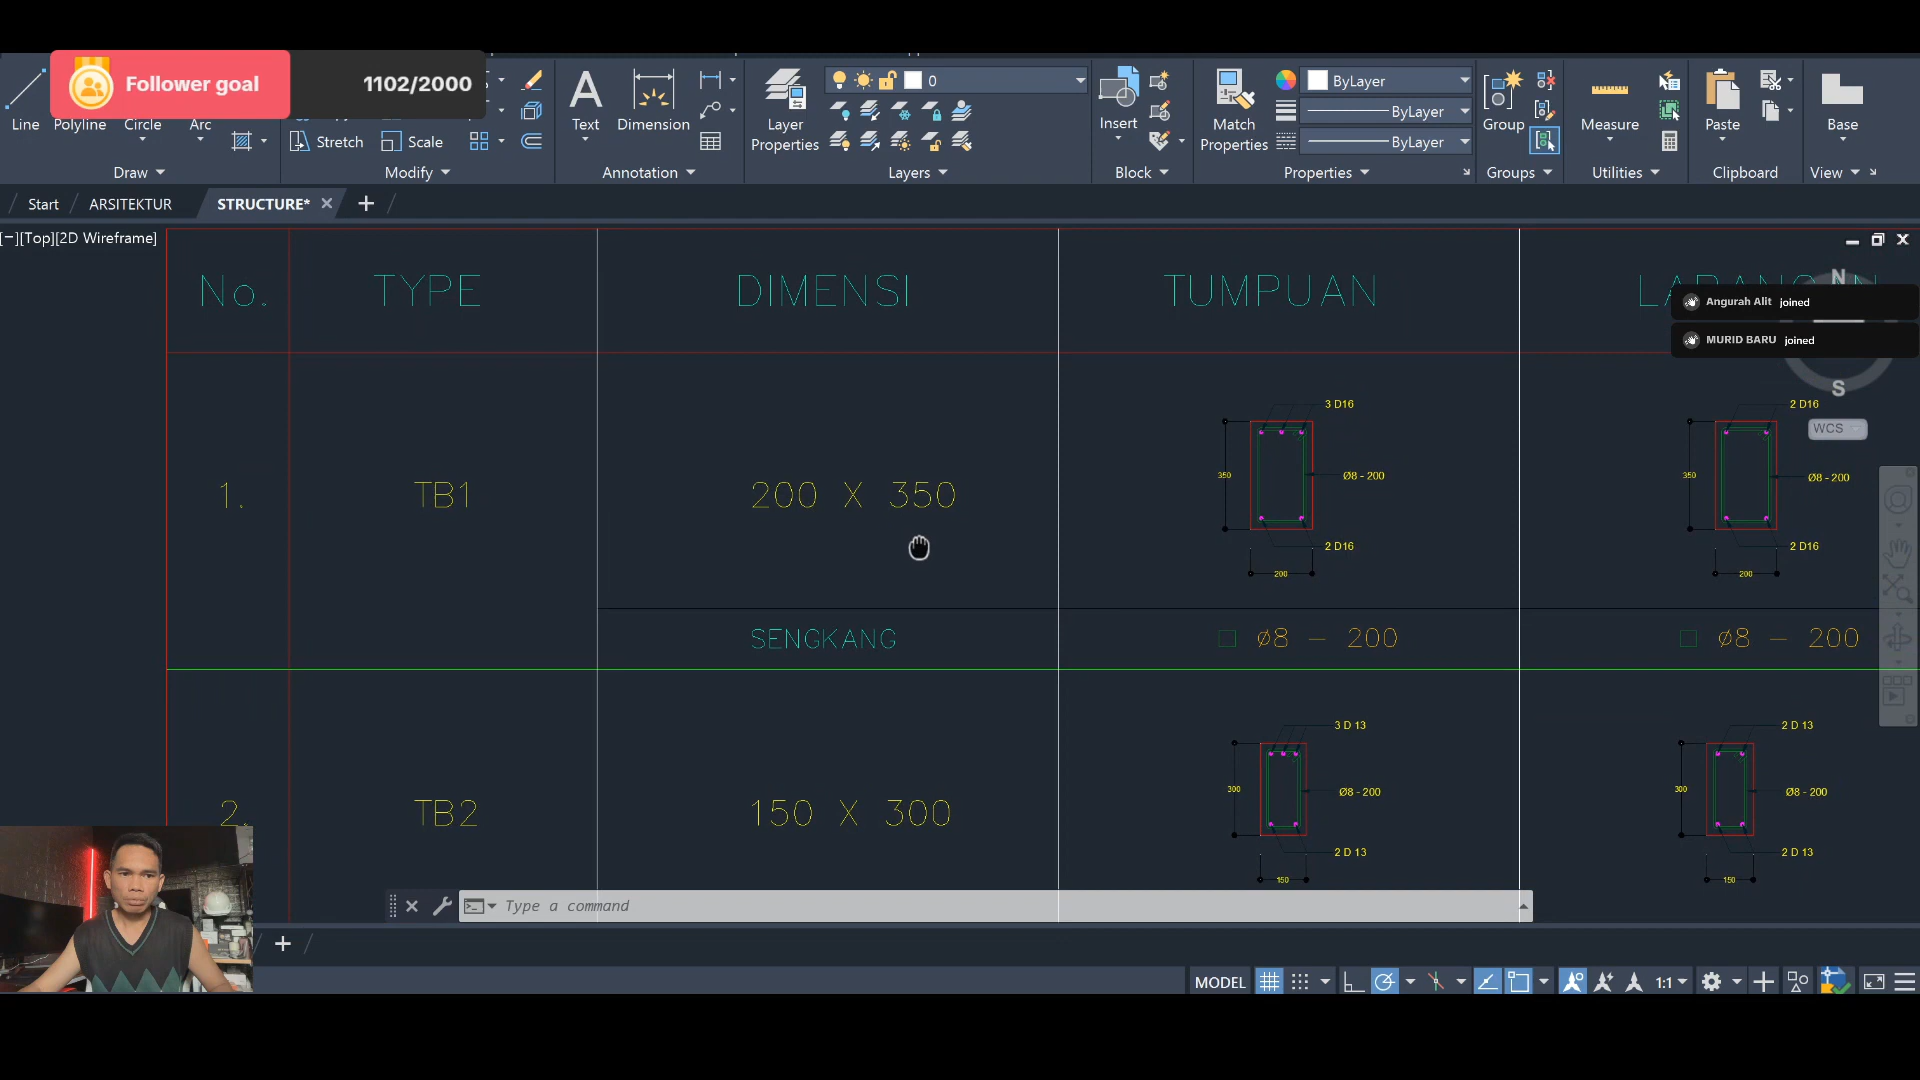 Follower goal 1102/2000
Line Polyline Circle Arc
Stretch Scale
Text Dimension
Layer Properties
0
Insert
Match Properties
ByLayer
ByLayer
ByLayer
Group
Measure
Paste
Base
Draw Modify Annotation Layers Block Properties Groups Utilities Clipboard View
Start ARSITEKTUR STRUCTURE*
[−][Top][2D Wireframe]
No. TYPE DIMENSI TUMPUAN
N
Angurah Alit joined
MURID BARU joined
S
WCS
3 D16 2 D16
350 Ø8 - 200 350 Ø8 - 200
1. TB1 200 X 350
2 D16 2 D16
200 200
SENGKANG ø8 — 200 ø8 — 200
3 D 13 2 D 13
300 Ø8 - 200 300 Ø8 - 200
2. TB2 150 X 300
2 D 13 2 D 13
150 150
Type a command
MODEL 1:1